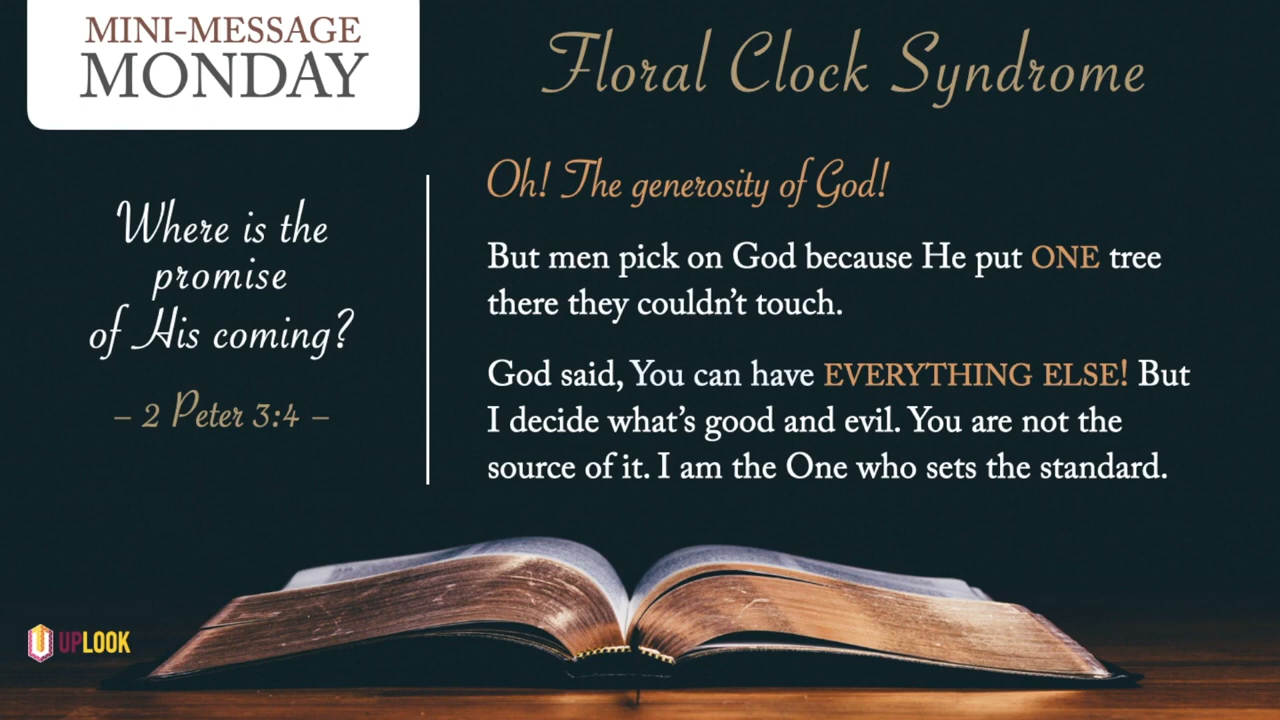 MINI-MESSAGE
MONDAY
Floral Clock Syndrome
Where is the
promise
of His coming?
– 2 Peter 3:4 –
Oh! The generosity of God!
But men pick on God because He put ONE tree
there they couldn’t touch.
God said, You can have EVERYTHING ELSE! But
I decide what’s good and evil. You are not the
source of it. I am the One who sets the standard.
UPLOOK